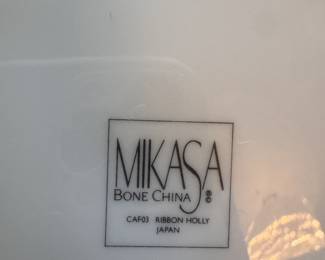 MIKASA
BONE CHINA ® ©
CAF03 RIBBON HOLLY
JAPAN